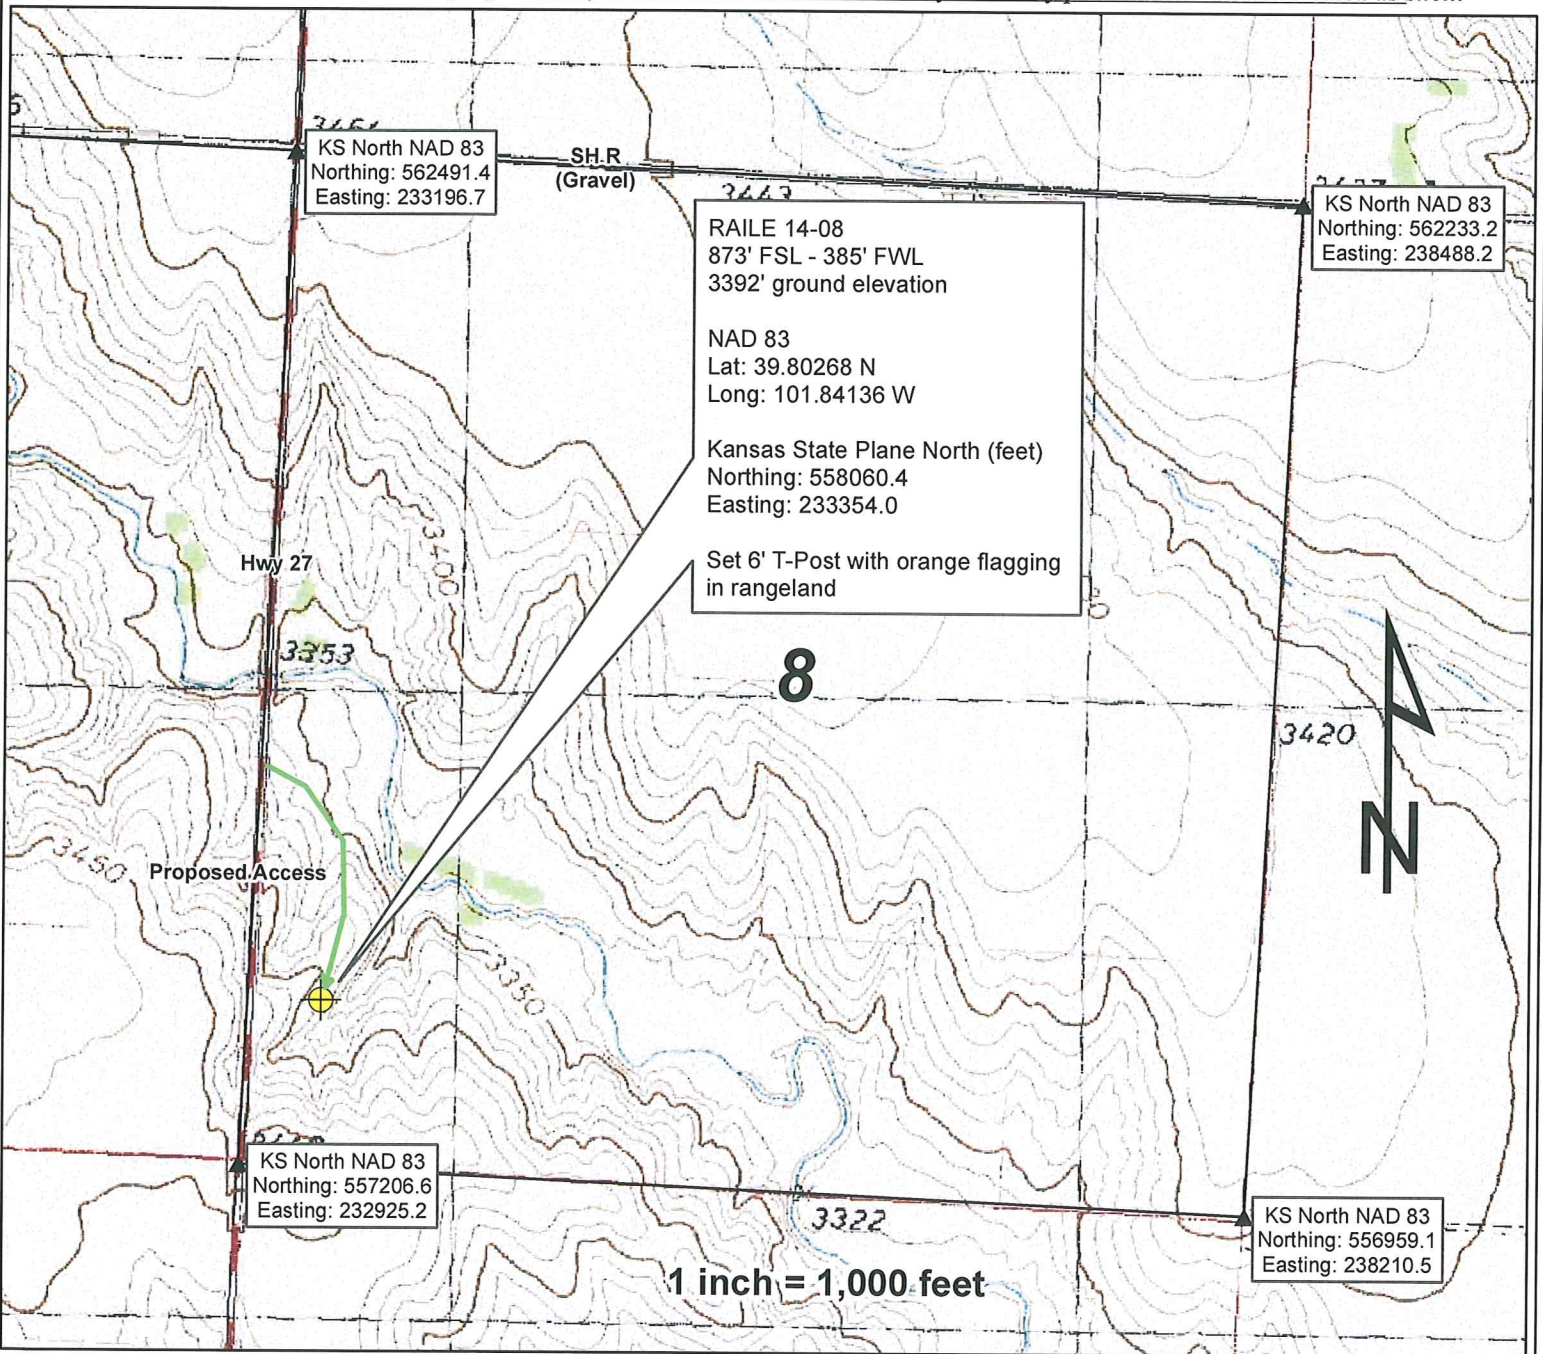 KS North NAD 83
Northing: 562491.4
Easting: 233196.7
SH R
(Gravel)
3443
KS North NAD 83
Northing: 562233.2
Easting: 238488.2
RAILE 14-08
873' FSL - 385' FWL
3392' ground elevation
NAD 83
Lat: 39.80268 N
Long: 101.84136 W
Kansas State Plane North (feet)
Northing: 558060.4
Easting: 233354.0
Set 6' T-Post with orange flagging
in rangeland
3400
Hwy 27
3353
8
3420
N
3450
Proposed Access
3350
KS North NAD 83
Northing: 557206.6
Easting: 232925.2
3322
KS North NAD 83
Northing: 556959.1
Easting: 238210.5
1 inch = 1,000 feet